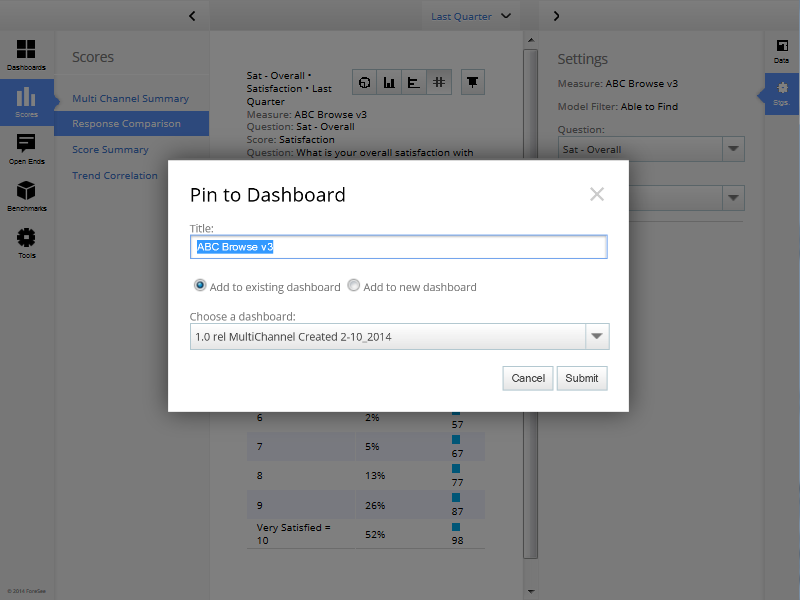 Last Quarter
Dashboards
Scores
Open Ends
Benchmarks
Tools
© 2014 ForeSee
Scores
Multi Channel Summary
Response Comparison
Score Summary
Trend Correlation
Sat - Overall •
Satisfaction • Last
Quarter
Measure: ABC Browse v3
Question: Sat - Overall
Score: Satisfaction
Question: What is your overall satisfaction with
Settings
Measure: ABC Browse v3
Model Filter: Able to Find
Question:
Sat - Overall
Data
Stgs.
Pin to Dashboard
Title:
ABC Browse v3
Add to existing dashboard Add to new dashboard
Choose a dashboard:
1.0 rel MultiChannel Created 2-10_2014
Cancel Submit
6 2% 57
7 5% 67
8 13% 77
9 26% 87
Very Satisfied =
10 52% 98